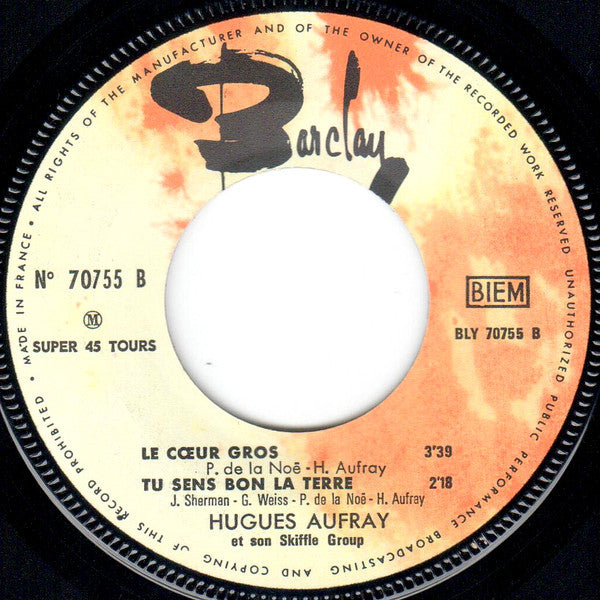 • MADE IN FRANCE • ALL RIGHTS OF THE MANUFACTURER AND OF THE OWNER OF THE RECORDED WORK RESERVED UNAUTHORIZED PUBLIC PERFORMANCE BROADCASTING AND COPYING OF THIS RECORD PROHIBITED
Barclay
Nº 70755 B
M
SUPER 45 TOURS
BIEM
BLY 70755 B
LE CŒUR GROS 3'39
P. de la Noë - H. Aufray
TU SENS BON LA TERRE 2'18
J. Sherman - G. Weiss - P. de la Noë - H. Aufray
HUGUES AUFRAY
et son Skiffle Group